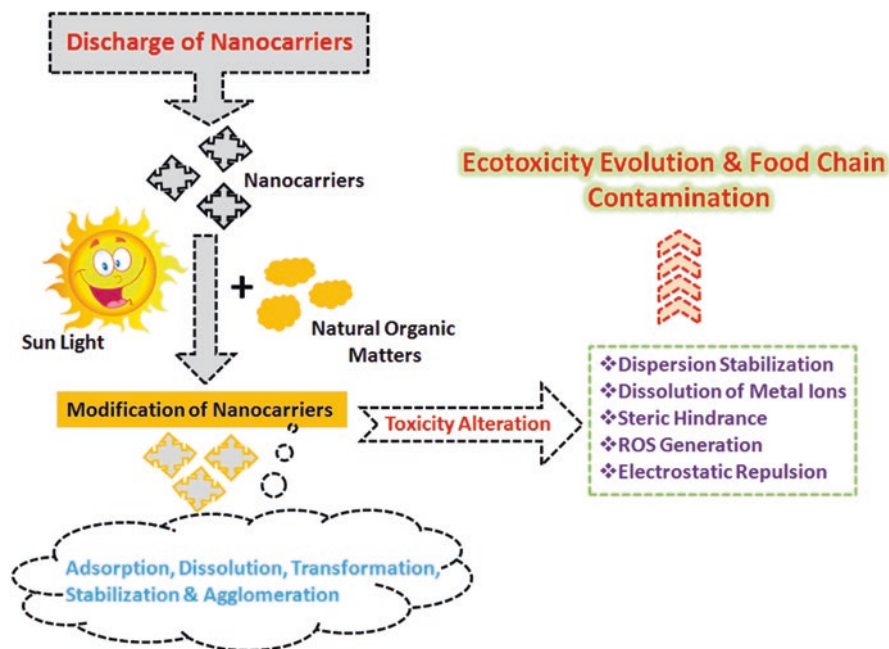 Discharge of Nanocarriers
Nanocarriers
Sun Light
+
Natural Organic
Matters
Modification of Nanocarriers
Adsorption, Dissolution, Transformation,
Stabilization & Agglomeration
Toxicity Alteration
❖Dispersion Stabilization
❖Dissolution of Metal Ions
❖Steric Hindrance
❖ROS Generation
❖Electrostatic Repulsion
Ecotoxicity Evolution & Food Chain
Contamination